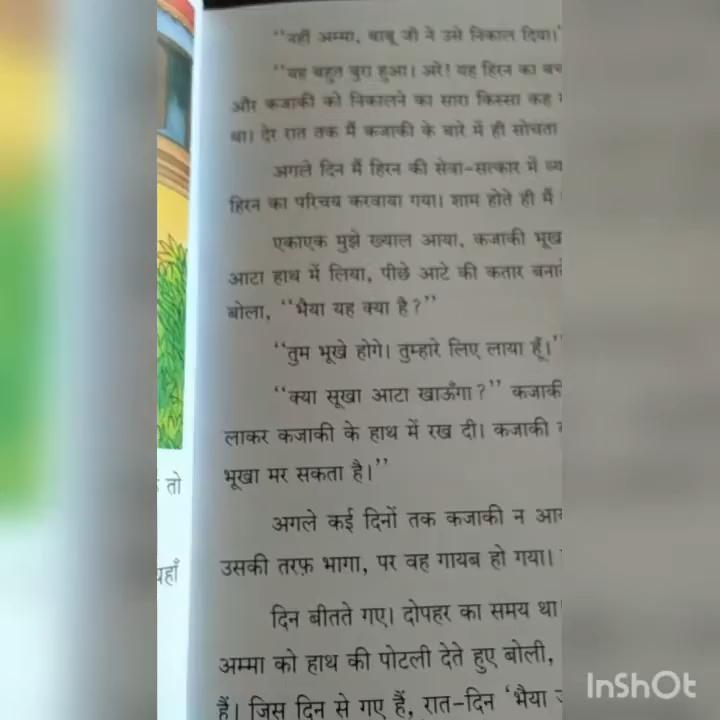 "नहीं अम्मा, बाबू जी ने उसे निकाल दिया।"
"यह बहुत बुरा हुआ। अरे! यह हिरन का
और कजाकी को निकालने का सारा किस्सा कह
था। देर रात तक मैं कजाकी के बारे में ही सोचता
अगले दिन मैं हिरन की सेवा-सत्कार में
हिरन का परिचय करवाया गया। शाम होते ही मैं
एकाएक मुझे ख्याल आया, कजाकी
आटा हाथ में लिया, पीछे आटे की कतार
बोला, "भैया यह क्या है?"
"तुम भूखे होगे। तुम्हारे लिए लाया हूँ।"
"क्या सूखा आटा खाऊँगा?" कजाकी
लाकर कजाकी के हाथ में रख दी। कजाकी
भूखा मर सकता है।"
अगले कई दिनों तक कजाकी न
उसकी तरफ़ भागा, पर वह गायब हो गया।
दिन बीतते गए। दोपहर का समय था
अम्मा को हाथ की पोटली देते हुए बोली,
हैं। जिस दिन से गए हैं, रात-दिन 'भैया
तो
यहाँ
InShOt